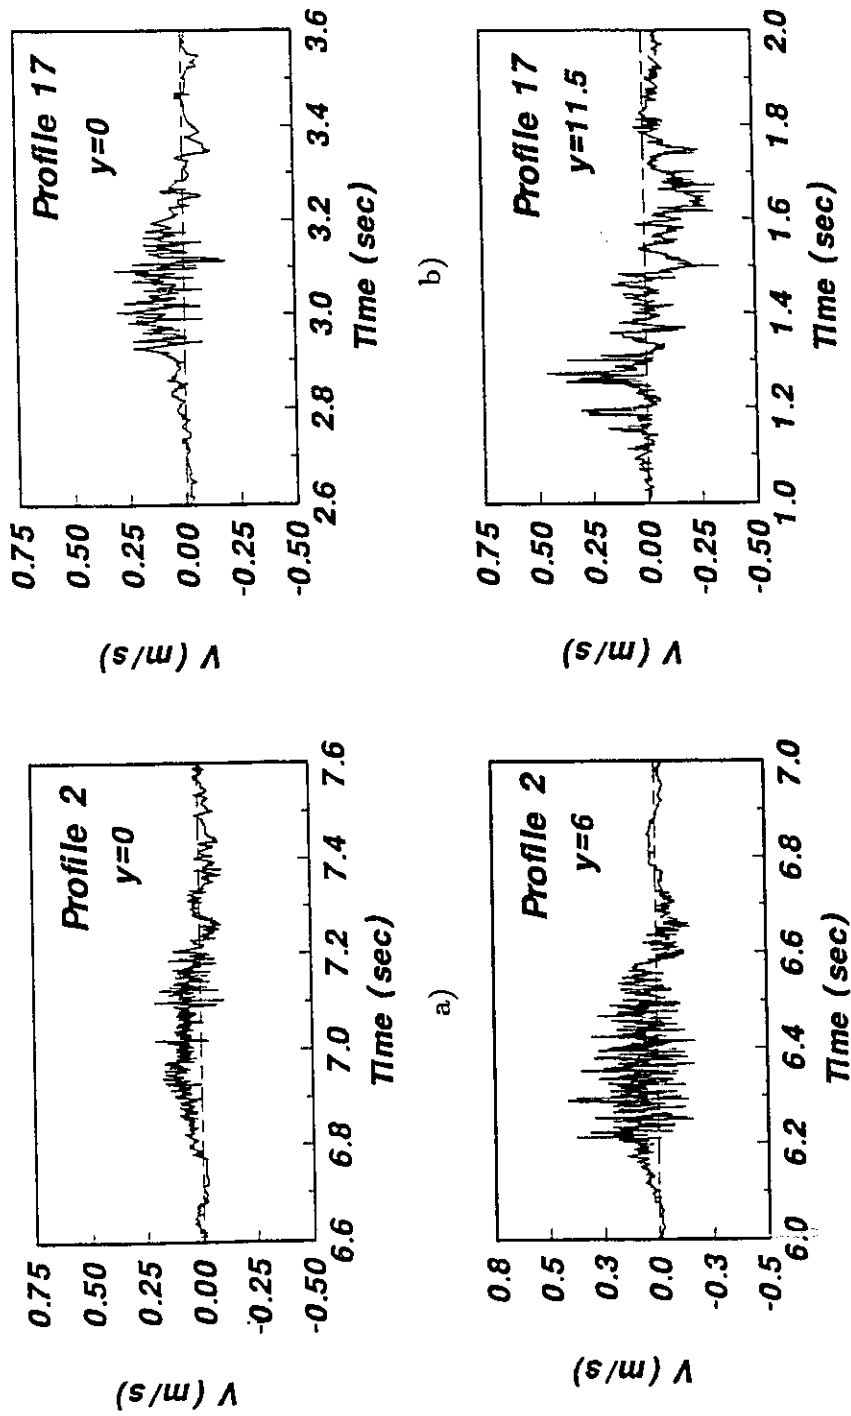 V (m/s)
0.75
0.50
0.25
0.00
-0.25
-0.50
Profile 2
y=0
6.6 6.8 7.0 7.2 7.4 7.6
Time (sec)
a)
V (m/s)
0.75
0.50
0.25
0.00
-0.25
-0.50
Profile 17
y=0
2.6 2.8 3.0 3.2 3.4 3.6
Time (sec)
b)
V (m/s)
0.8
0.5
0.3
0.0
-0.3
-0.5
Profile 2
y=6
6.0 6.2 6.4 6.6 6.8 7.0
Time (sec)
V (m/s)
0.75
0.50
0.25
0.00
-0.25
-0.50
Profile 17
y=11.5
1.0 1.2 1.4 1.6 1.8 2.0
Time (sec)